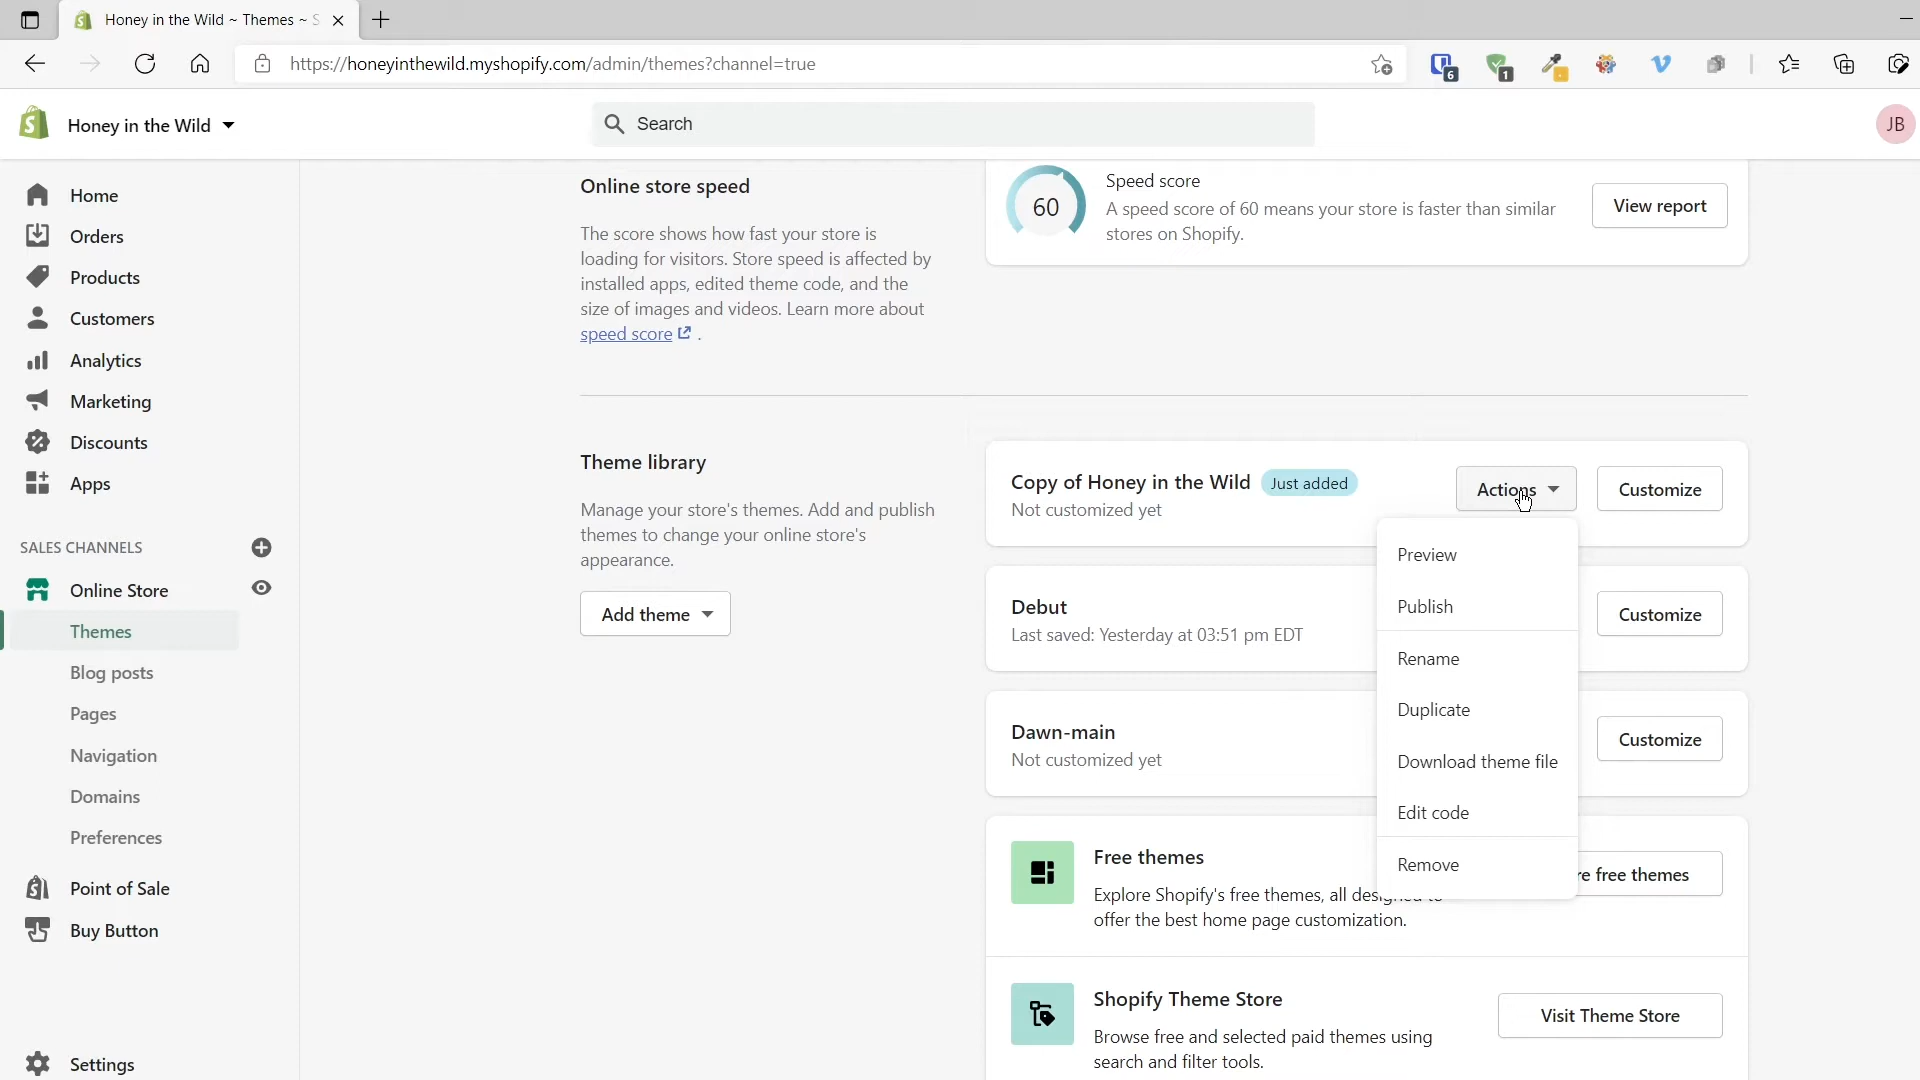 Honey in the Wild ~ Themes ~ S
https://honeyinthewild.myshopify.com/admin/themes?channel=true
6
1
Honey in the Wild
Search
JB
Home
Orders
Products
Customers
Analytics
Marketing
Discounts
Apps
SALES CHANNELS
Online Store
Themes
Blog posts
Pages
Navigation
Domains
Preferences
Point of Sale
Buy Button
Settings
Online store speed
The score shows how fast your store is
loading for visitors. Store speed is affected by
installed apps, edited theme code, and the
size of images and videos. Learn more about
speed score .
60
Speed score
A speed score of 60 means your store is faster than similar
stores on Shopify.
View report
Theme library
Manage your store's themes. Add and publish
themes to change your online store's
appearance.
Add theme
Copy of Honey in the Wild Just added
Not customized yet
Actions
Customize
Preview
Publish
Rename
Duplicate
Download theme file
Edit code
Remove
Debut
Last saved: Yesterday at 03:51 pm EDT
Customize
Dawn-main
Not customized yet
Customize
Free themes
Explore Shopify's free themes, all
offer the best home page customization.
free themes
Shopify Theme Store
Browse free and selected paid themes using
search and filter tools.
Visit Theme Store